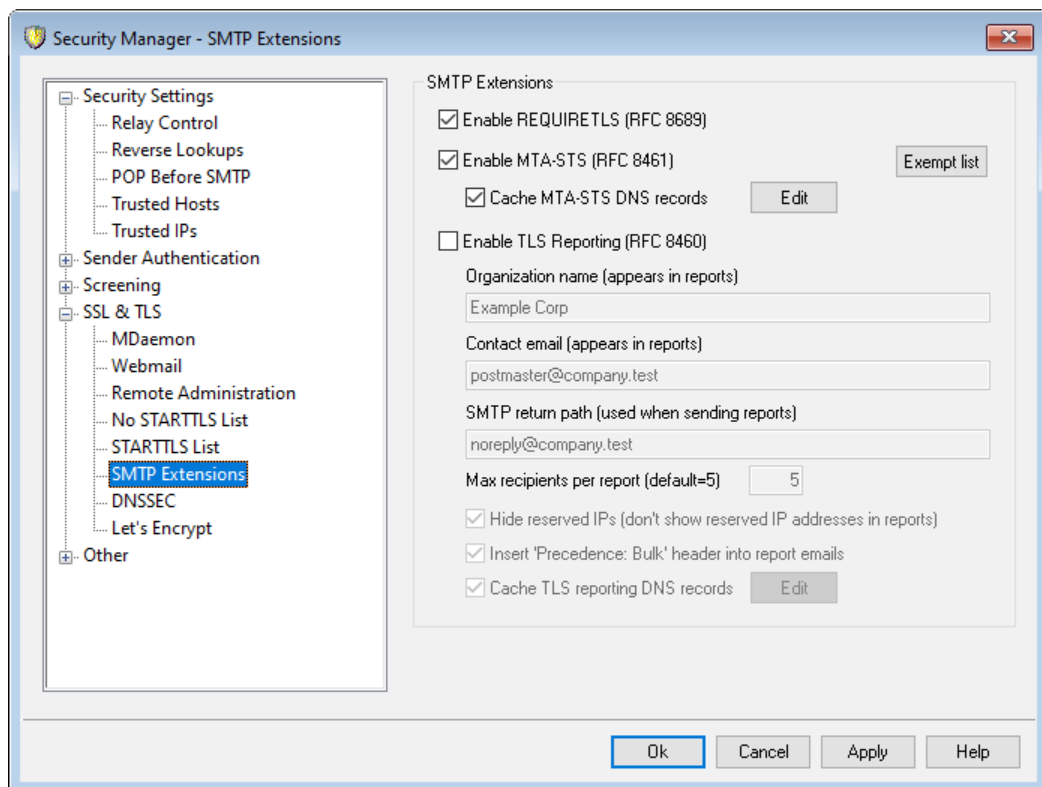 Security Manager - SMTP Extensions
Security Settings
Relay Control
Reverse Lookups
POP Before SMTP
Trusted Hosts
Trusted IPs
Sender Authentication
Screening
SSL & TLS
MDaemon
Webmail
Remote Administration
No STARTTLS List
STARTTLS List
SMTP Extensions
DNSSEC
Let's Encrypt
Other
SMTP Extensions
Enable REQUIRETLS (RFC 8689)
Enable MTA-STS (RFC 8461)
Exempt list
Cache MTA-STS DNS records
Edit
Enable TLS Reporting (RFC 8460)
Organization name (appears in reports)
Example Corp
Contact email (appears in reports)
postmaster@company.test
SMTP return path (used when sending reports)
noreply@company.test
Max recipients per report (default=5)
5
Hide reserved IPs (don't show reserved IP addresses in reports)
Insert 'Precedence: Bulk' header into report emails
Cache TLS reporting DNS records
Edit
Ok
Cancel
Apply
Help